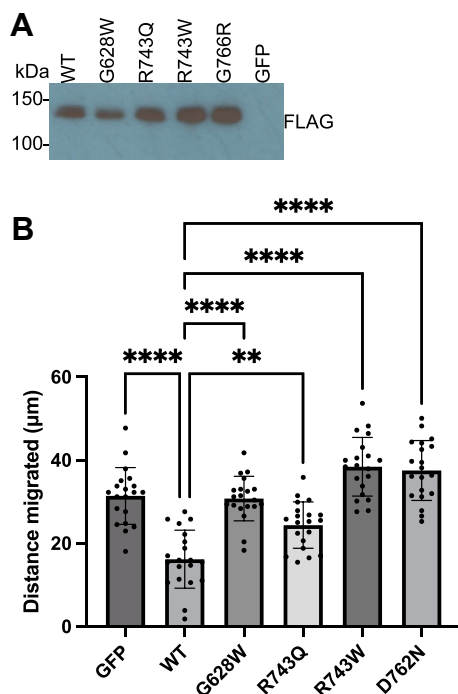 A
kDa
WT
G628W
R743Q
R743W
G766R
GFP
150
100
FLAG
B
****
****
****
**** **
60
40
20
0
Distance migrated (µm)
GFP
WT
G628W
R743Q
R743W
D762N